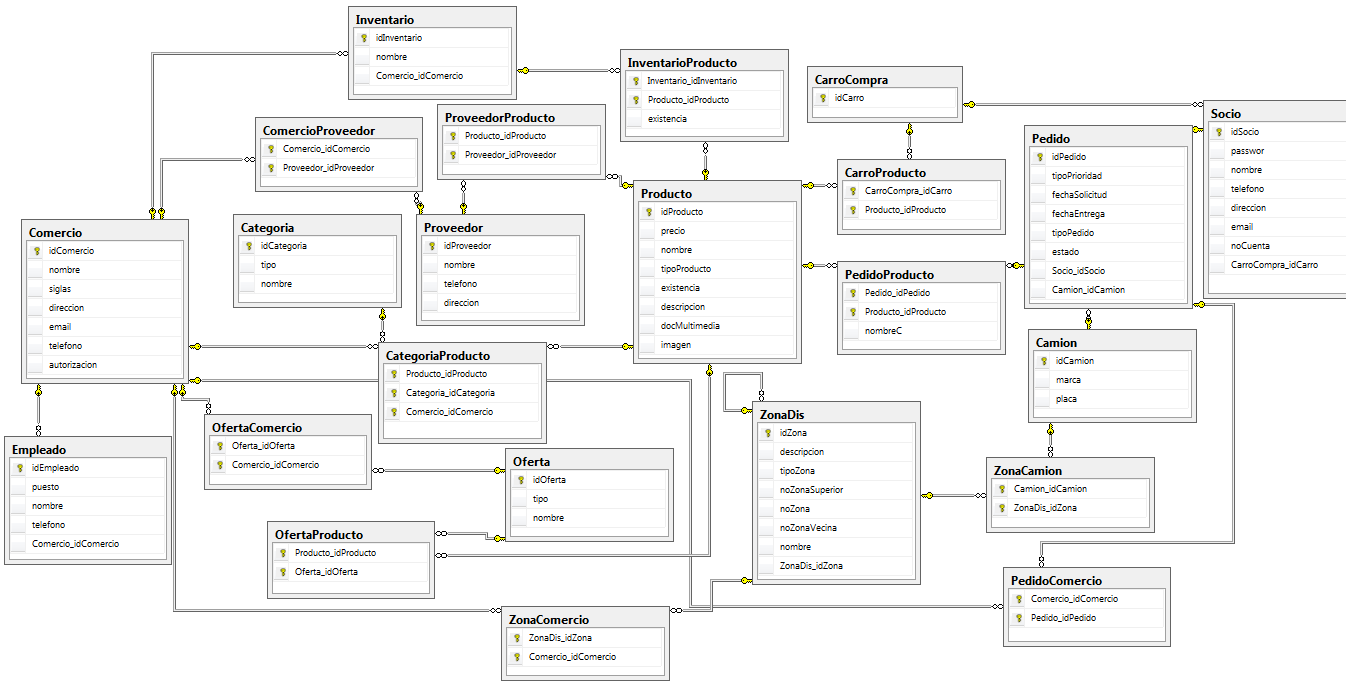 Inventario
idInventario
nombre
Comercio_idComercio
InventarioProducto
Inventario_idInventario
Producto_idProducto
existencia
CarroCompra
idCarro
Socio
idSocio
passwor
nombre
telefono
direccion
email
noCuenta
CarroCompra_idCarro
ProveedorProducto
Producto_idProducto
Proveedor_idProveedor
ComercioProveedor
Comercio_idComercio
Proveedor_idProveedor
Pedido
idPedido
tipoPrioridad
fechaSolicitud
fechaEntrega
tipoPedido
estado
Socio_idSocio
Camion_idCamion
CarroProducto
CarroCompra_idCarro
Producto_idProducto
Producto
idProducto
precio
nombre
tipoProducto
existencia
descripcion
docMultimedia
imagen
Comercio
idComercio
nombre
siglas
direccion
email
telefono
autorizacion
Categoria
idCategoria
tipo
nombre
Proveedor
idProveedor
nombre
telefono
direccion
PedidoProducto
Pedido_idPedido
Producto_idProducto
nombreC
Camion
idCamion
marca
placa
CategoriaProducto
Producto_idProducto
Categoria_idCategoria
Comercio_idComercio
ZonaDis
idZona
descripcion
tipoZona
noZonaSuperior
noZona
noZonaVecina
nombre
ZonaDis_idZona
OfertaComercio
Oferta_idOferta
Comercio_idComercio
Empleado
idEmpleado
puesto
nombre
telefono
Comercio_idComercio
Oferta
idOferta
tipo
nombre
ZonaCamion
Camion_idCamion
ZonaDis_idZona
OfertaProducto
Producto_idProducto
Oferta_idOferta
PedidoComercio
Comercio_idComercio
Pedido_idPedido
ZonaComercio
ZonaDis_idZona
Comercio_idComercio